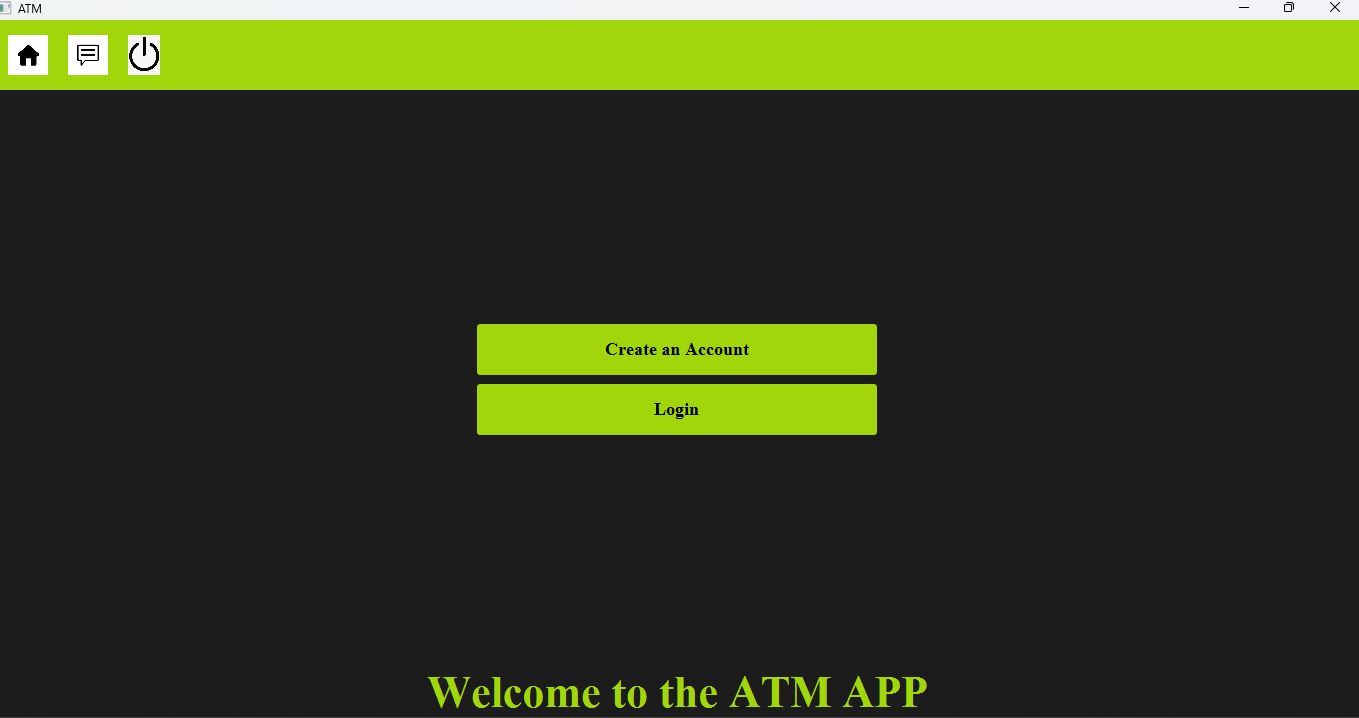 ATM
Create an Account
Login
Welcome to the ATM APP